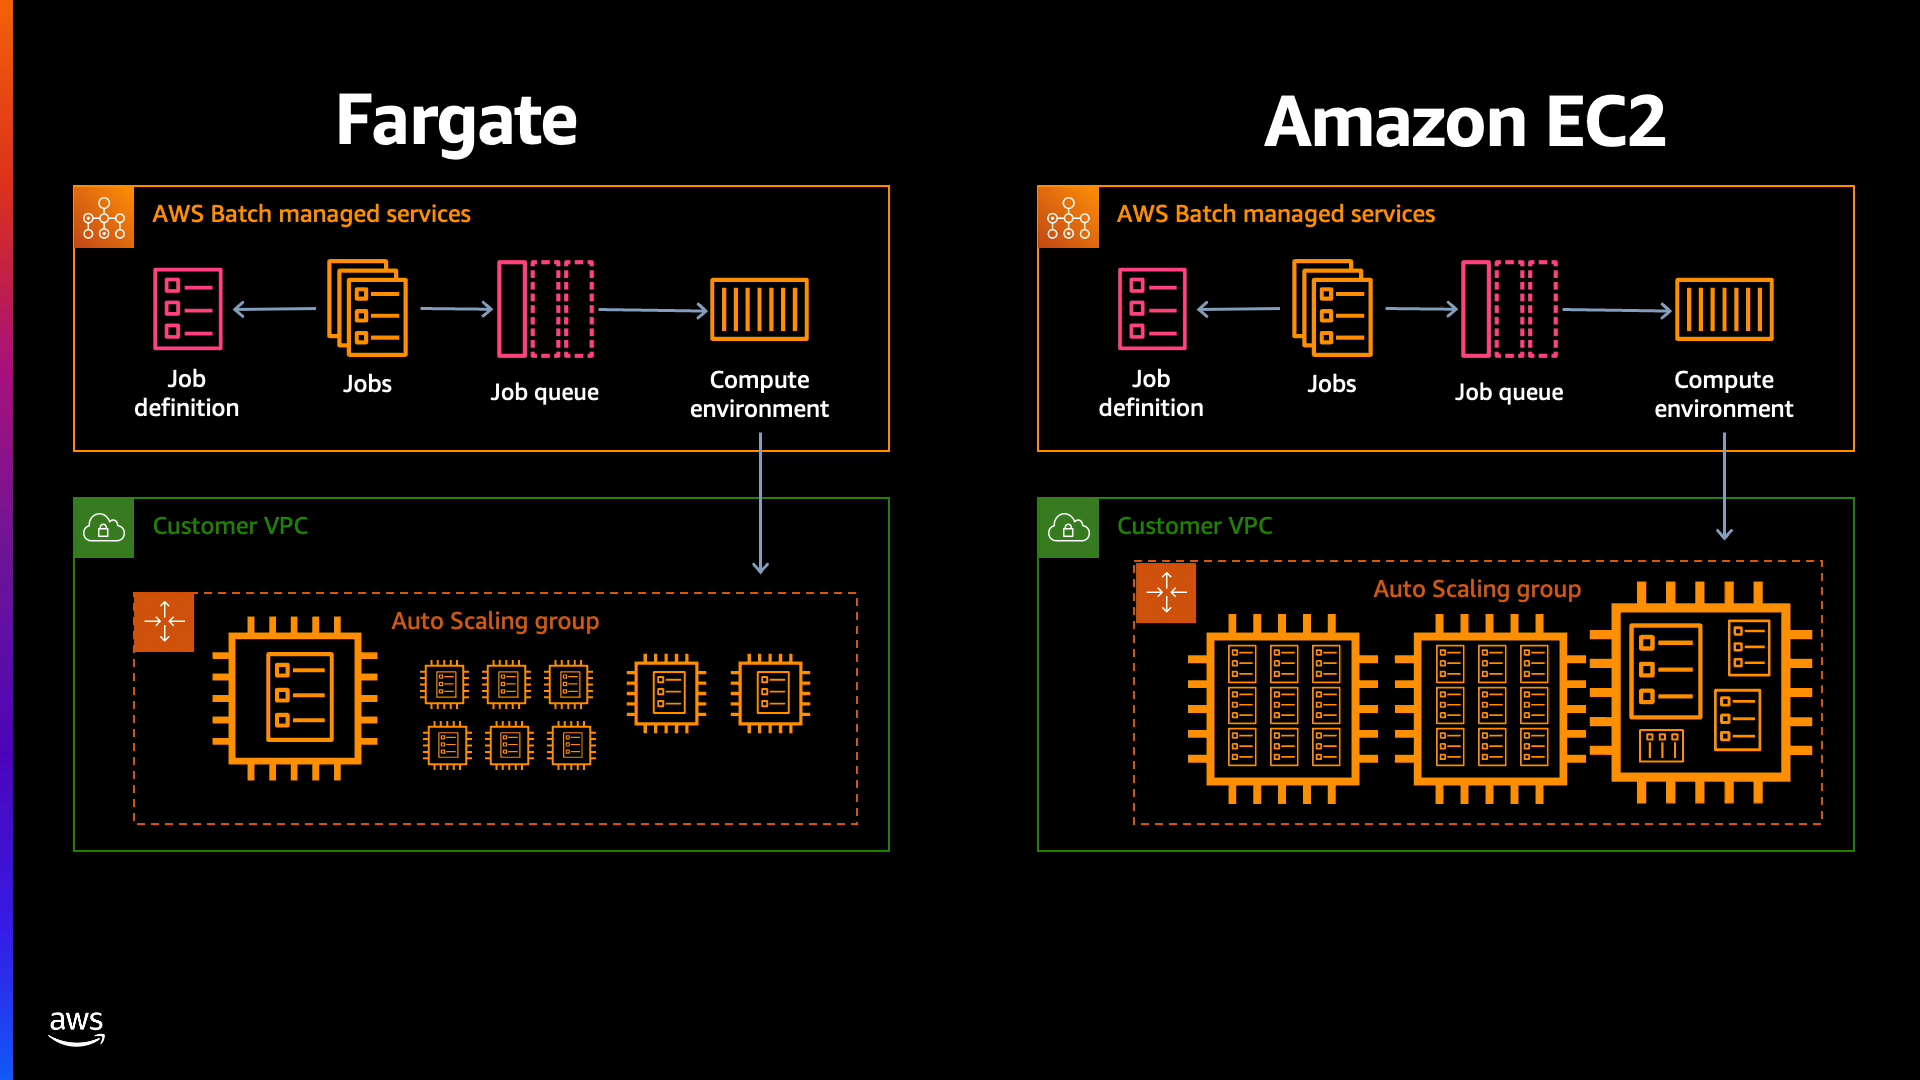 Fargate
AWS Batch managed services
Job
definition
Jobs
Job queue
Compute
environment
Customer VPC
Auto Scaling group
Amazon EC2
AWS Batch managed services
Job
definition
Jobs
Job queue
Compute
environment
Customer VPC
Auto Scaling group
aws